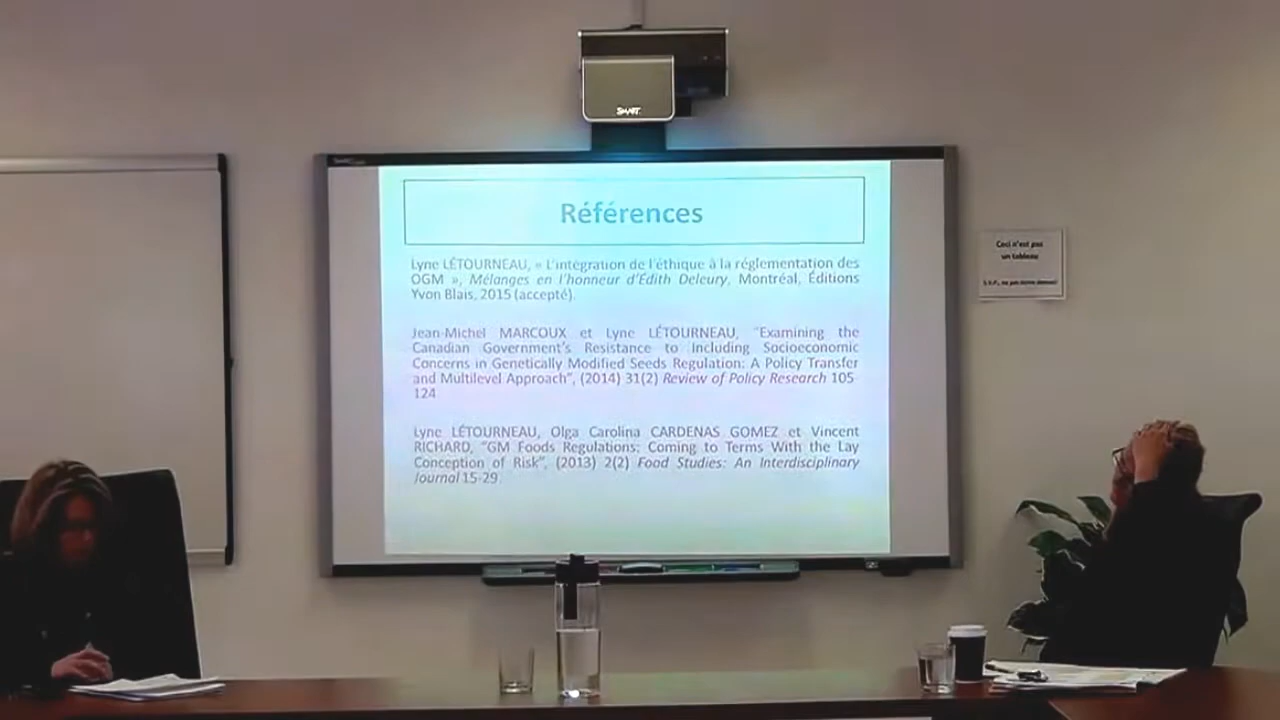 SMART
Références
Lyne LÉTOURNEAU, « L'intégration de l'éthique à la réglementation des
OGM », Mélanges en l'honneur d'Édith Deleury, Montréal, Éditions
Yvon Blais, 2015 (accepté).
Jean-Michel MARCOUX et Lyne LÉTOURNEAU, "Examining the
Canadian Government's Resistance to Including Socioeconomic
Concerns in Genetically Modified Seeds Regulation: A Policy Transfer
and Multilevel Approach", (2014) 31(2) Review of Policy Research 105-
124
Lyne LÉTOURNEAU, Olga Carolina CARDENAS GOMEZ et Vincent
RICHARD, "GM Foods Regulations: Coming to Terms With the Lay
Conception of Risk", (2013) 2(2) Food Studies: An Interdisciplinary
Journal 15-29.
Ceci n'est pas
un tableau
S.V.P., ne pas écrire dessus!